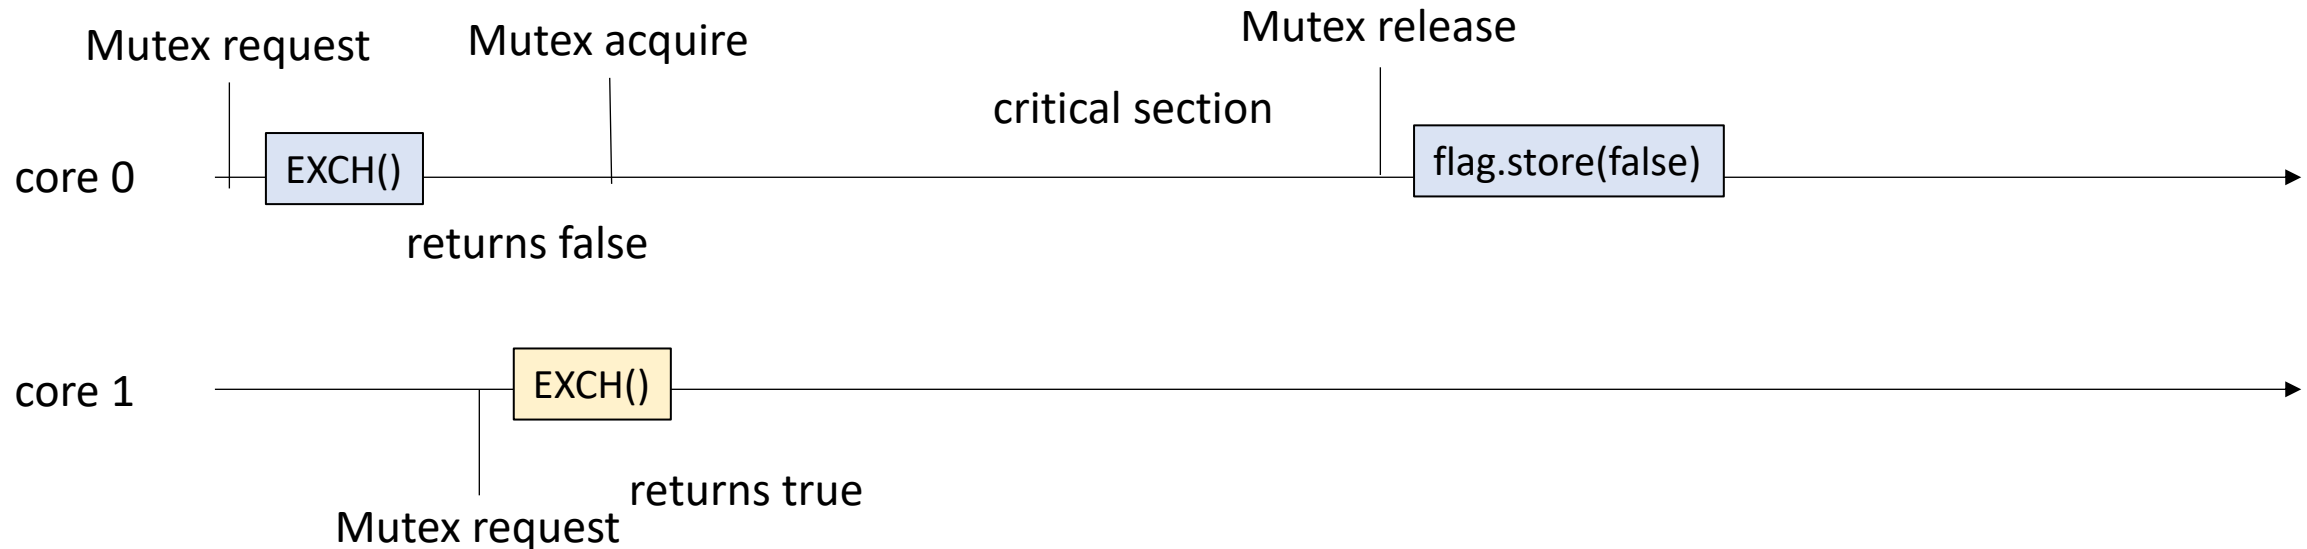 Mutex request
Mutex acquire
Mutex release
critical section
core 0
EXCH()
flag.store(false)
returns false
core 1
EXCH()
returns true
Mutex request